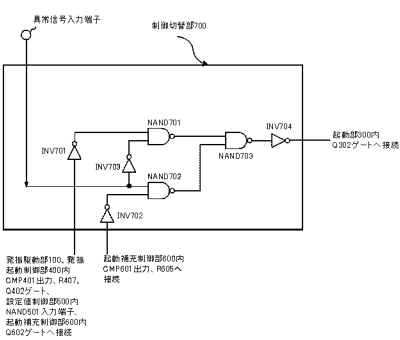 異常信号入力端子
制御切替部700
NAND701
INV701
INV703
NAND702
INV702
NAND703
INV704
起動部300内
Q302ゲートへ接続
発振駆動部100、発振
起動制御部400内
CMP401出力、R407、
Q402ゲート、
設定値制御部500内
NAND501入力端子、
起動補充制御部600内
Q602ゲートへ接続
起動補充制御部600内
CMP601出力、R605へ
接続